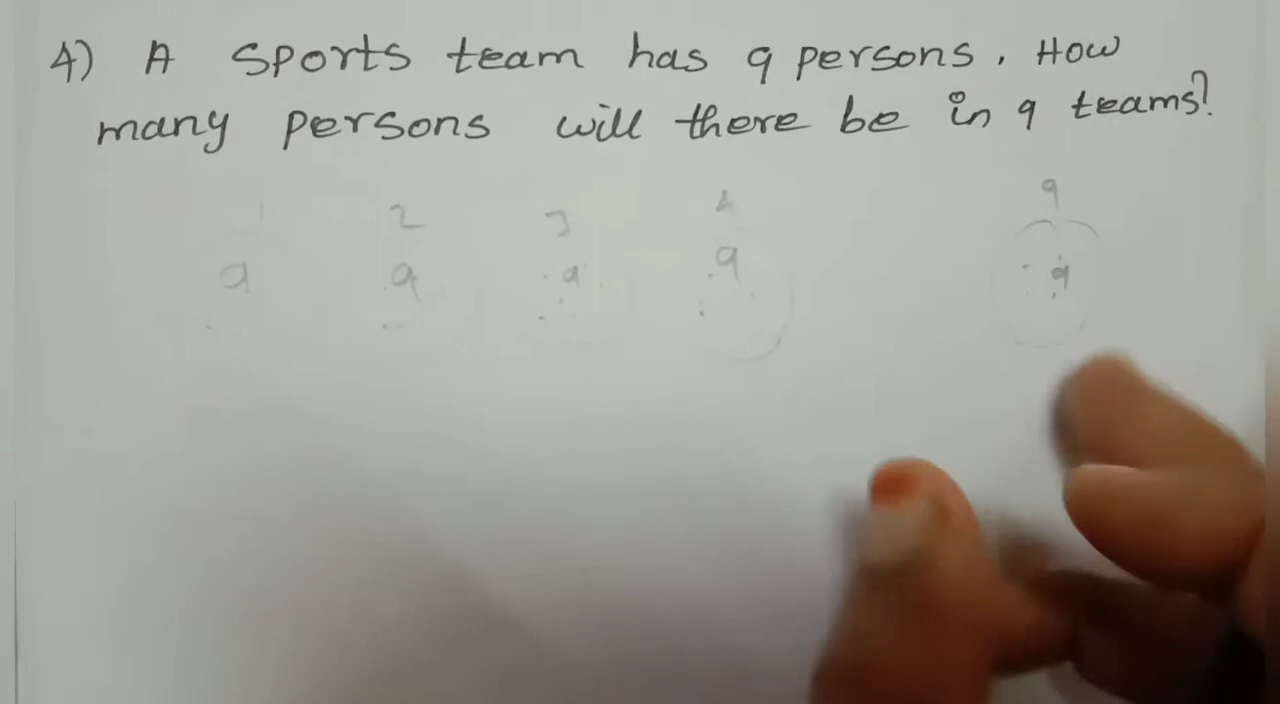 4) A sports team has 9 persons. How
many persons will there be in 9 teams?
1 2 3 4 9
9 9 9 9 9